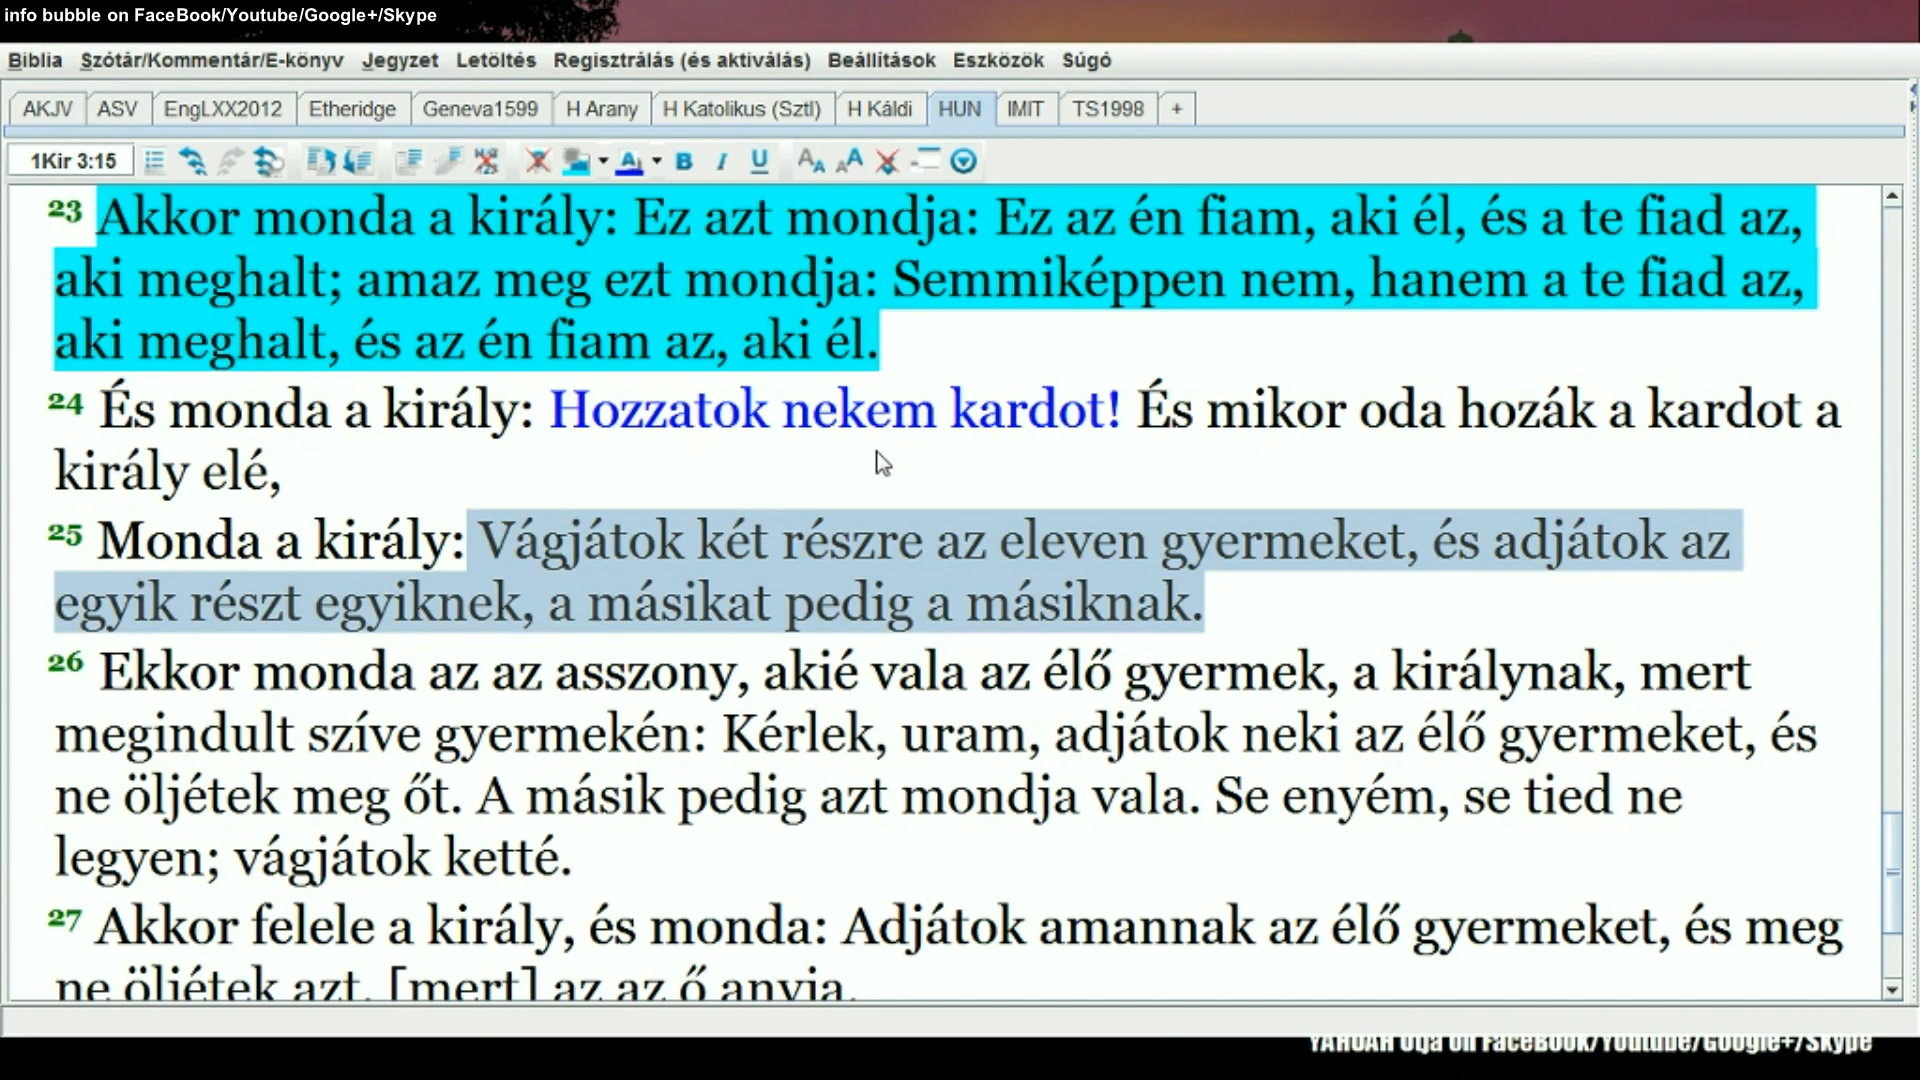 info bubble on FaceBook/Youtube/Google+/Skype
Biblia Szótár/Kommentár/E-könyv Jegyzet Letöltés Regisztrálás (és aktiválás) Beállítások Eszközök Súgó
AKJV ASV EngLXX2012 Etheridge Geneva1599 H Arany H Katolikus (Sztl) H Káldi HUN IMIT TS1998 +
1Kir 3:15
23 Akkor monda a király: Ez azt mondja: Ez az én fiam, aki él, és a te fiad az,
aki meghalt; amaz meg ezt mondja: Semmiképpen nem, hanem a te fiad az,
aki meghalt, és az én fiam az, aki él.
24 És monda a király: Hozzatok nekem kardot! És mikor oda hozák a kardot a
király elé,
25 Monda a király: Vágjátok két részre az eleven gyermeket, és adjátok az
egyik részt egyiknek, a másikat pedig a másiknak.
26 Ekkor monda az az asszony, akié vala az élő gyermek, a királynak, mert
megindult szíve gyermekén: Kérlek, uram, adjátok neki az élő gyermeket, és
ne öljétek meg őt. A másik pedig azt mondja vala. Se enyém, se tied ne
legyen; vágjátok ketté.
27 Akkor felele a király, és monda: Adjátok amannak az élő gyermeket, és meg
ne öljétek azt, [mert] az az ő anyja.
YAHUAH Útja on FaceBook/Youtube/Google+/Skype